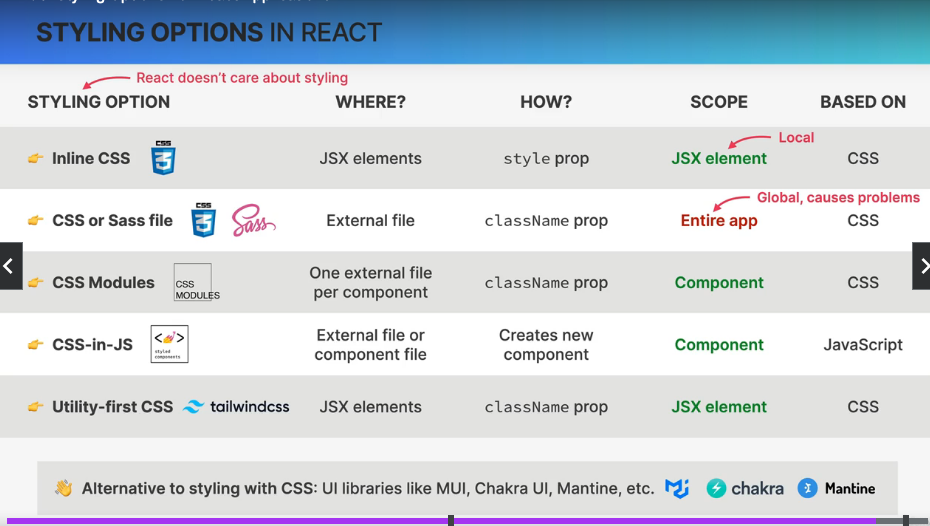 STYLING OPTIONS IN REACT
React doesn't care about styling
STYLING OPTION WHERE? HOW? SCOPE BASED ON
Local
👉 Inline CSS CSS 3 JSX elements style prop JSX element CSS
Global, causes problems
👉 CSS or Sass file CSS 3 Sass External file className prop Entire app CSS
👉 CSS Modules CSS MODULES One external file per component className prop Component CSS
👉 CSS-in-JS < > styled components External file or component file Creates new component Component JavaScript
👉 Utility-first CSS tailwindcss JSX elements className prop JSX element CSS
👋 Alternative to styling with CSS: UI libraries like MUI, Chakra UI, Mantine, etc. chakra Mantine